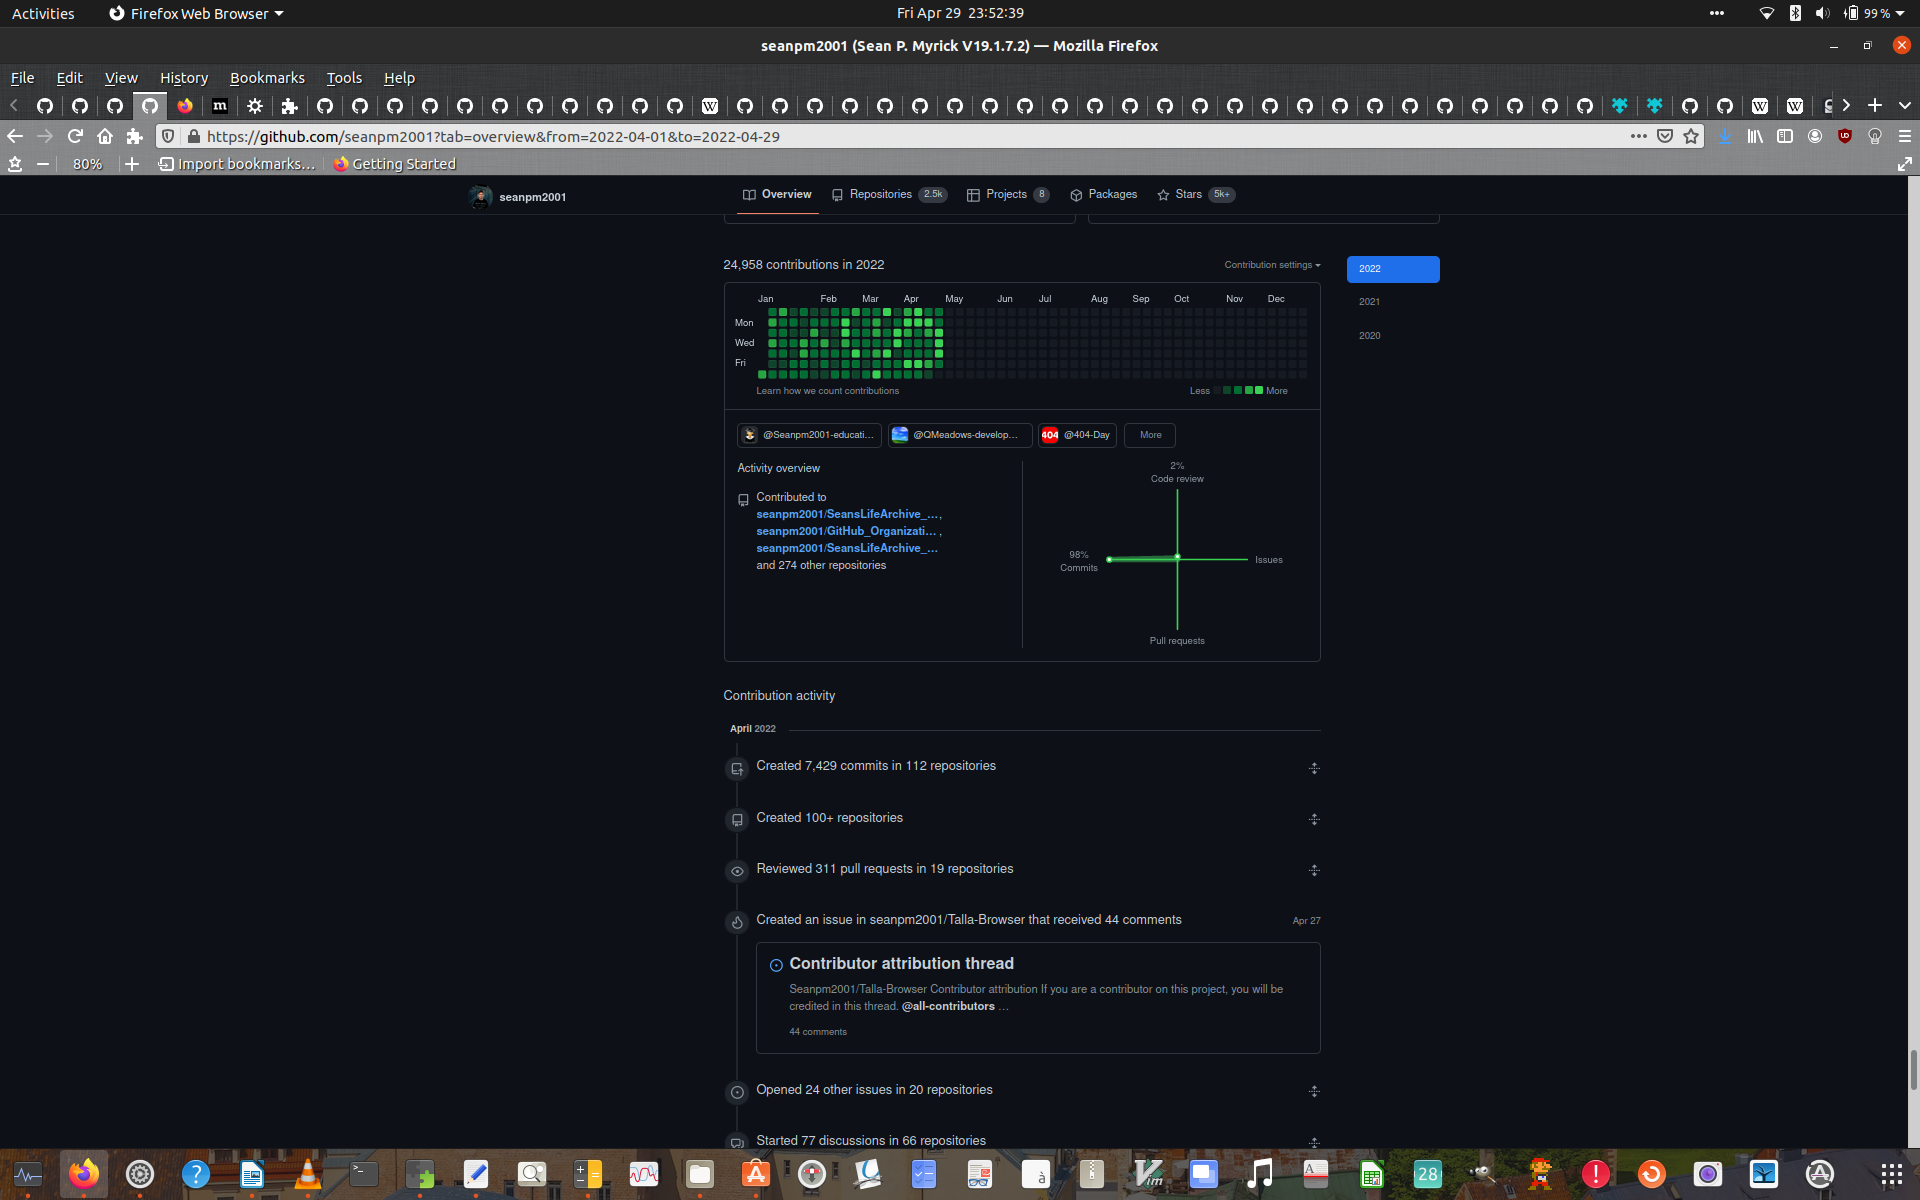 Activities
Firefox Web Browser
Fri Apr 29 23:52:39
99 %
seanpm2001 (Sean P. Myrick V19.1.7.2) — Mozilla Firefox
File Edit View History Bookmarks Tools Help
https://github.com/seanpm2001?tab=overview&from=2022-04-01&to=2022-04-29
80%
Import bookmarks...
Getting Started
seanpm2001
Overview
Repositories 2.5k
Projects 8
Packages
Stars 5k+
24,958 contributions in 2022
Contribution settings
2022
2021
2020
Jan Feb Mar Apr May Jun Jul Aug Sep Oct Nov Dec
Mon
Wed
Fri
Learn how we count contributions
Less
More
@Seanpm2001-educati...
@QMeadows-develop...
404
@404-Day
More
Activity overview
Contributed to
seanpm2001/SeansLifeArchive_...,
seanpm2001/GitHub_Organizati... ,
seanpm2001/SeansLifeArchive_...
and 274 other repositories
2%
Code review
98%
Commits
Issues
Pull requests
Contribution activity
April 2022
Created 7,429 commits in 112 repositories
Created 100+ repositories
Reviewed 311 pull requests in 19 repositories
Created an issue in seanpm2001/Talla-Browser that received 44 comments
Apr 27
Contributor attribution thread
Seanpm2001/Talla-Browser Contributor attribution If you are a contributor on this project, you will be
credited in this thread. @all-contributors ...
44 comments
Opened 24 other issues in 20 repositories
Started 77 discussions in 66 repositories
28